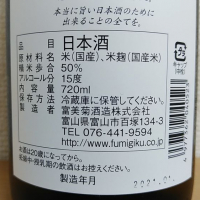 本当に旨い日本酒のために
出来ることの全てを。
日本酒
原材料名 米(国産)、米麹(国産米)
精米歩合 50%
アルコール分 15度
内容量 720ml
保存方法 冷蔵庫に保管してください。
製造者 富美菊酒造株式会社
富山県富山市百塚134-3
TEL 076-441-9594
http://www.fumigiku.co.jp
お酒は20歳になってから。
製造年月